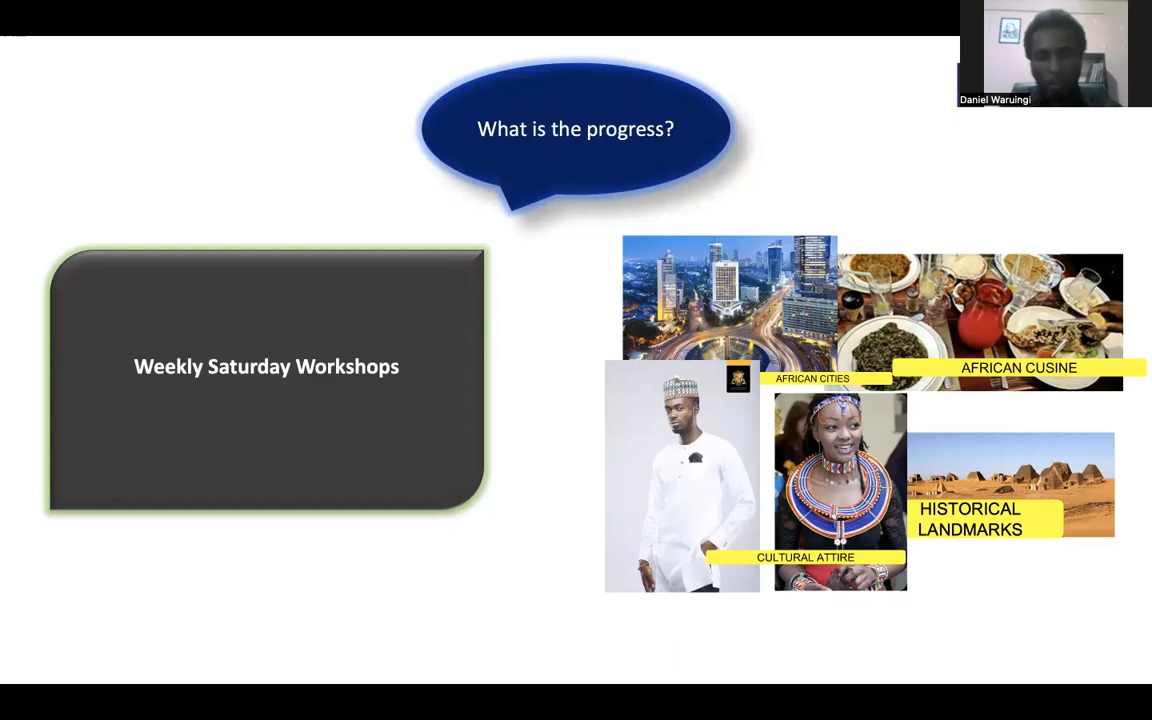 Daniel Waruingi
What is the progress?
Weekly Saturday Workshops
AFRICAN CUSINE
AFRICAN CITIES
HISTORICAL
LANDMARKS
CULTURAL ATTIRE